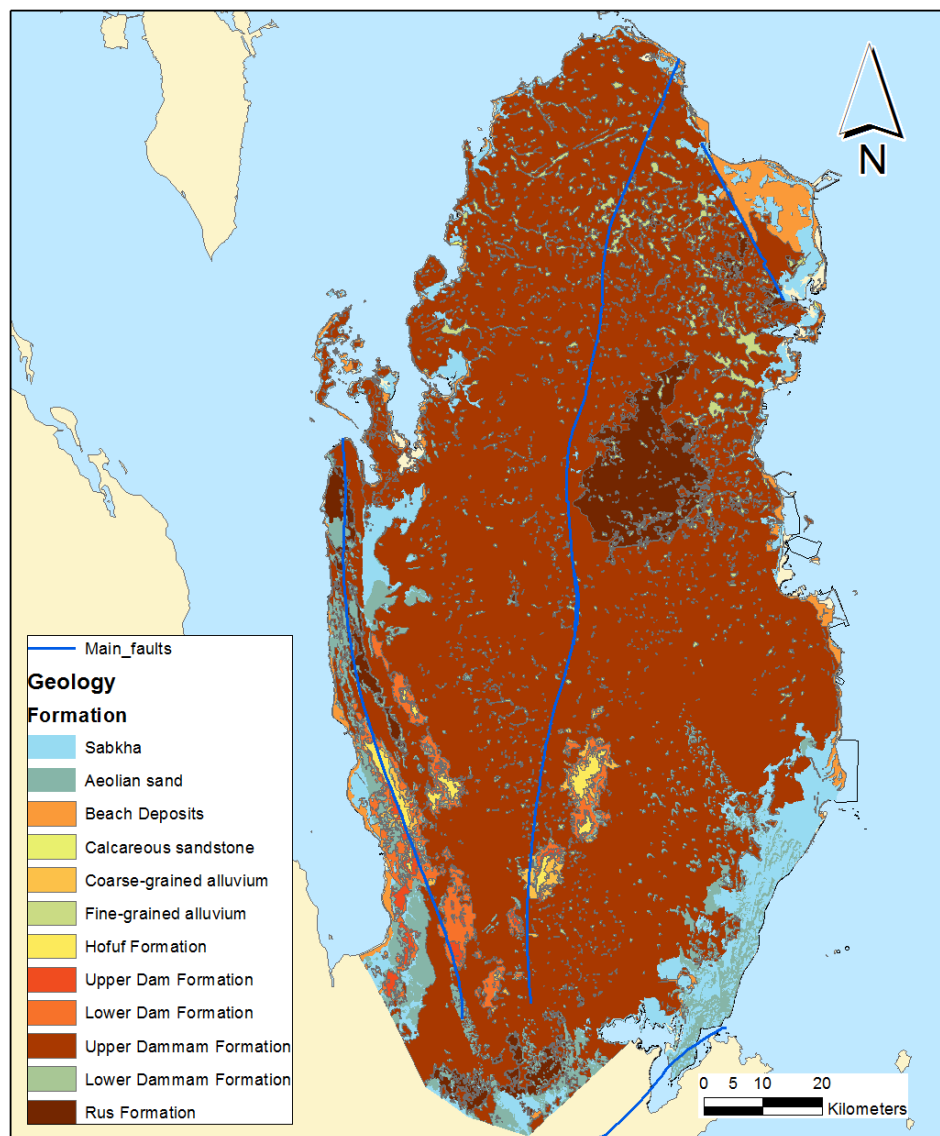 N
Main_faults
Geology
Formation
Sabkha
Aeolian sand
Beach Deposits
Calcareous sandstone
Coarse-grained alluvium
Fine-grained alluvium
Hofuf Formation
Upper Dam Formation
Lower Dam Formation
Upper Dammam Formation
Lower Dammam Formation
Rus Formation
0 5 10 20
Kilometers